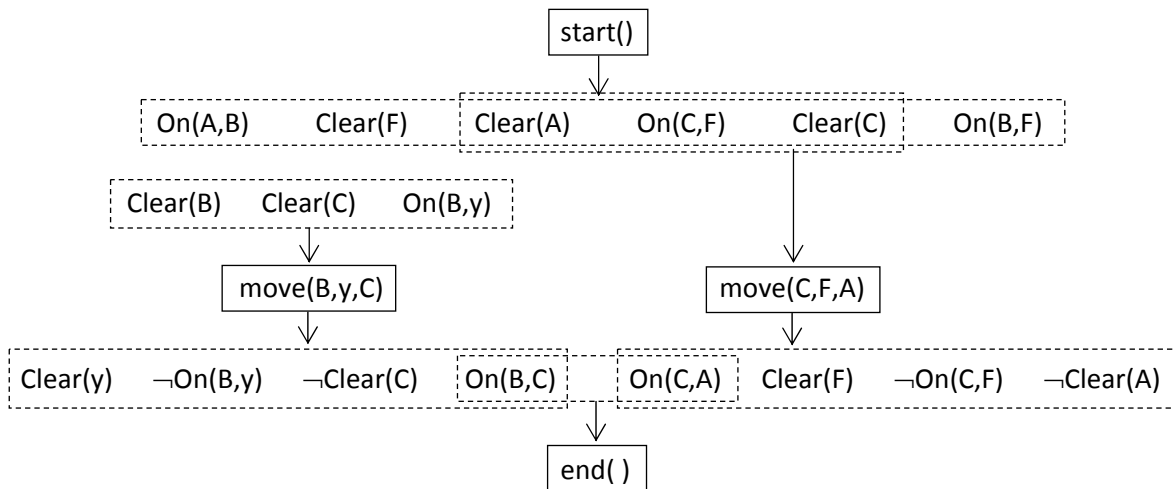 start()
On(A,B) Clear(F) Clear(A) On(C,F) Clear(C) On(B,F)
Clear(B) Clear(C) On(B,y)
move(B,y,C) move(C,F,A)
Clear(y) ¬On(B,y) ¬Clear(C) On(B,C) On(C,A) Clear(F) ¬On(C,F) ¬Clear(A)
end( )